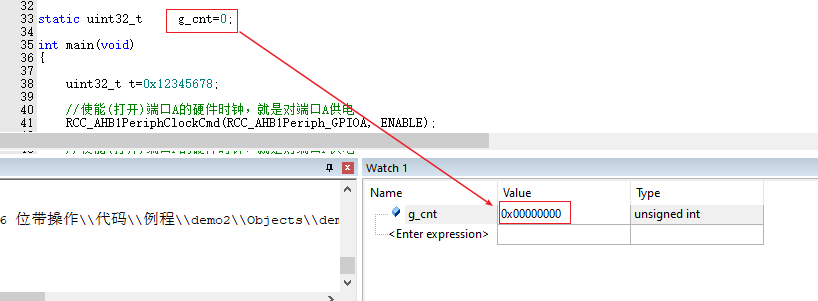 32
33 static uint32_t g_cnt=0;
34
35 int main(void)
36 {
37
38 uint32_t t=0x12345678;
39
40 //使能(打开)端口A的硬件时钟，就是对端口A供电
41 RCC_AHB1PeriphClockCmd(RCC_AHB1Periph_GPIOA, ENABLE);
Watch 1
Name Value Type
g_cnt 0x00000000 unsigned int
<Enter expression>
6 位带操作\\代码\\例程\\demo2\\Objects\\dem